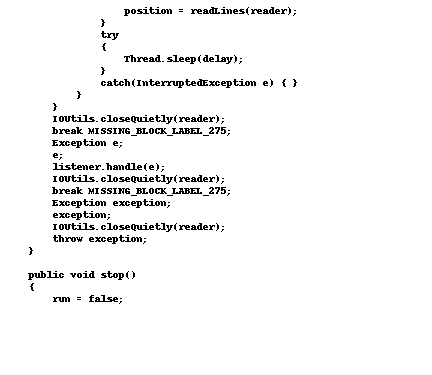 position = readLines(reader);
}
try
{
Thread.sleep(delay);
}
catch(InterruptedException e) { }
}
}
IOUtils.closeQuietly(reader);
break MISSING_BLOCK_LABEL_275;
Exception e;
e;
listener.handle(e);
IOUtils.closeQuietly(reader);
break MISSING_BLOCK_LABEL_275;
Exception exception;
exception;
IOUtils.closeQuietly(reader);
throw exception;
}
public void stop()
{
run = false;